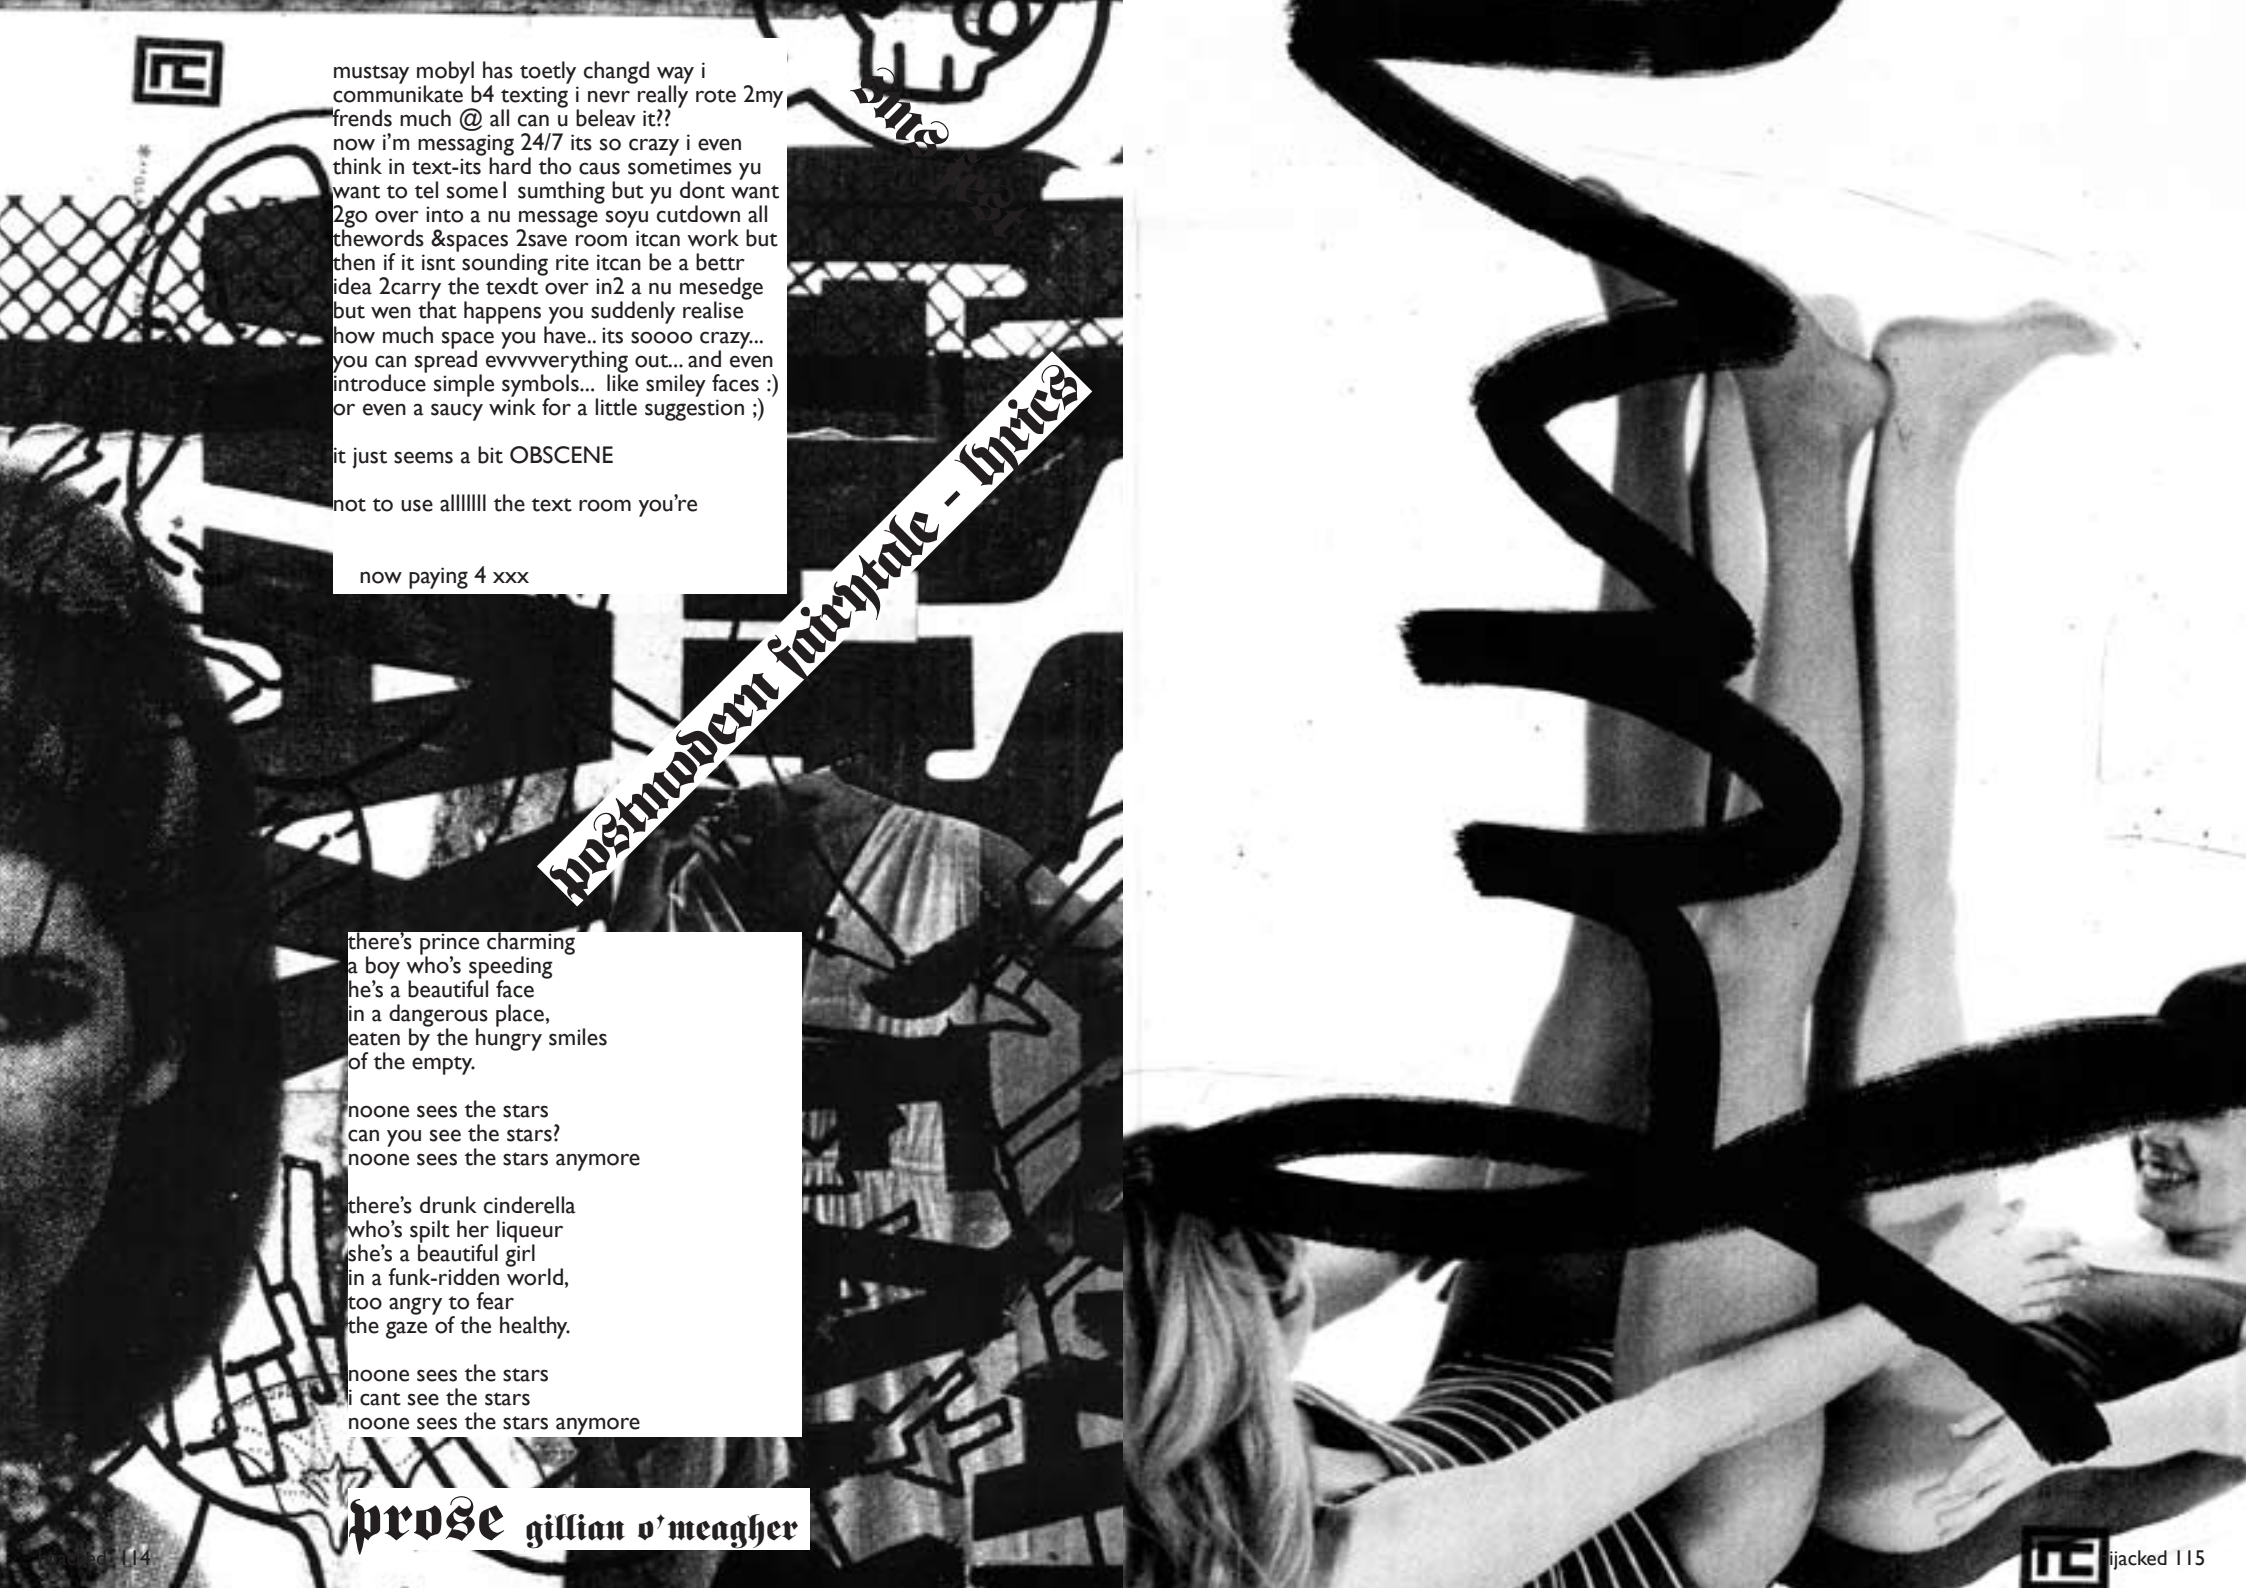 mustsay mobyl has toetly changd way i
communikate b4 texting i nevr really rote 2my
frends much @ all can u beleav it??
now i'm messaging 24/7 its so crazy i even
think in text-its hard tho caus sometimes yu
want to tel some1 sumthing but yu dont want
2go over into a nu message soyu cutdown all
thewords &spaces 2save room itcan work but
then if it isnt sounding rite itcan be a bettr
idea 2carry the texdt over in2 a nu mesedge
but wen that happens you suddenly realise
how much space you have.. its soooo crazy...
you can spread evvvvverything out... and even
introduce simple symbols... like smiley faces :)
or even a saucy wink for a little suggestion ;)
it just seems a bit OBSCENE
not to use alllllll the text room you're
now paying 4 xxx
sms fest
postmodern fairytale - lyrics
there's prince charming
a boy who's speeding
he's a beautiful face
in a dangerous place,
eaten by the hungry smiles
of the empty.
noone sees the stars
can you see the stars?
noone sees the stars anymore
there's drunk cinderella
who's spilt her liqueur
she's a beautiful girl
in a funk-ridden world,
too angry to fear
the gaze of the healthy.
noone sees the stars
i cant see the stars
noone sees the stars anymore
prose gillian o'meagher
114
ijacked 115